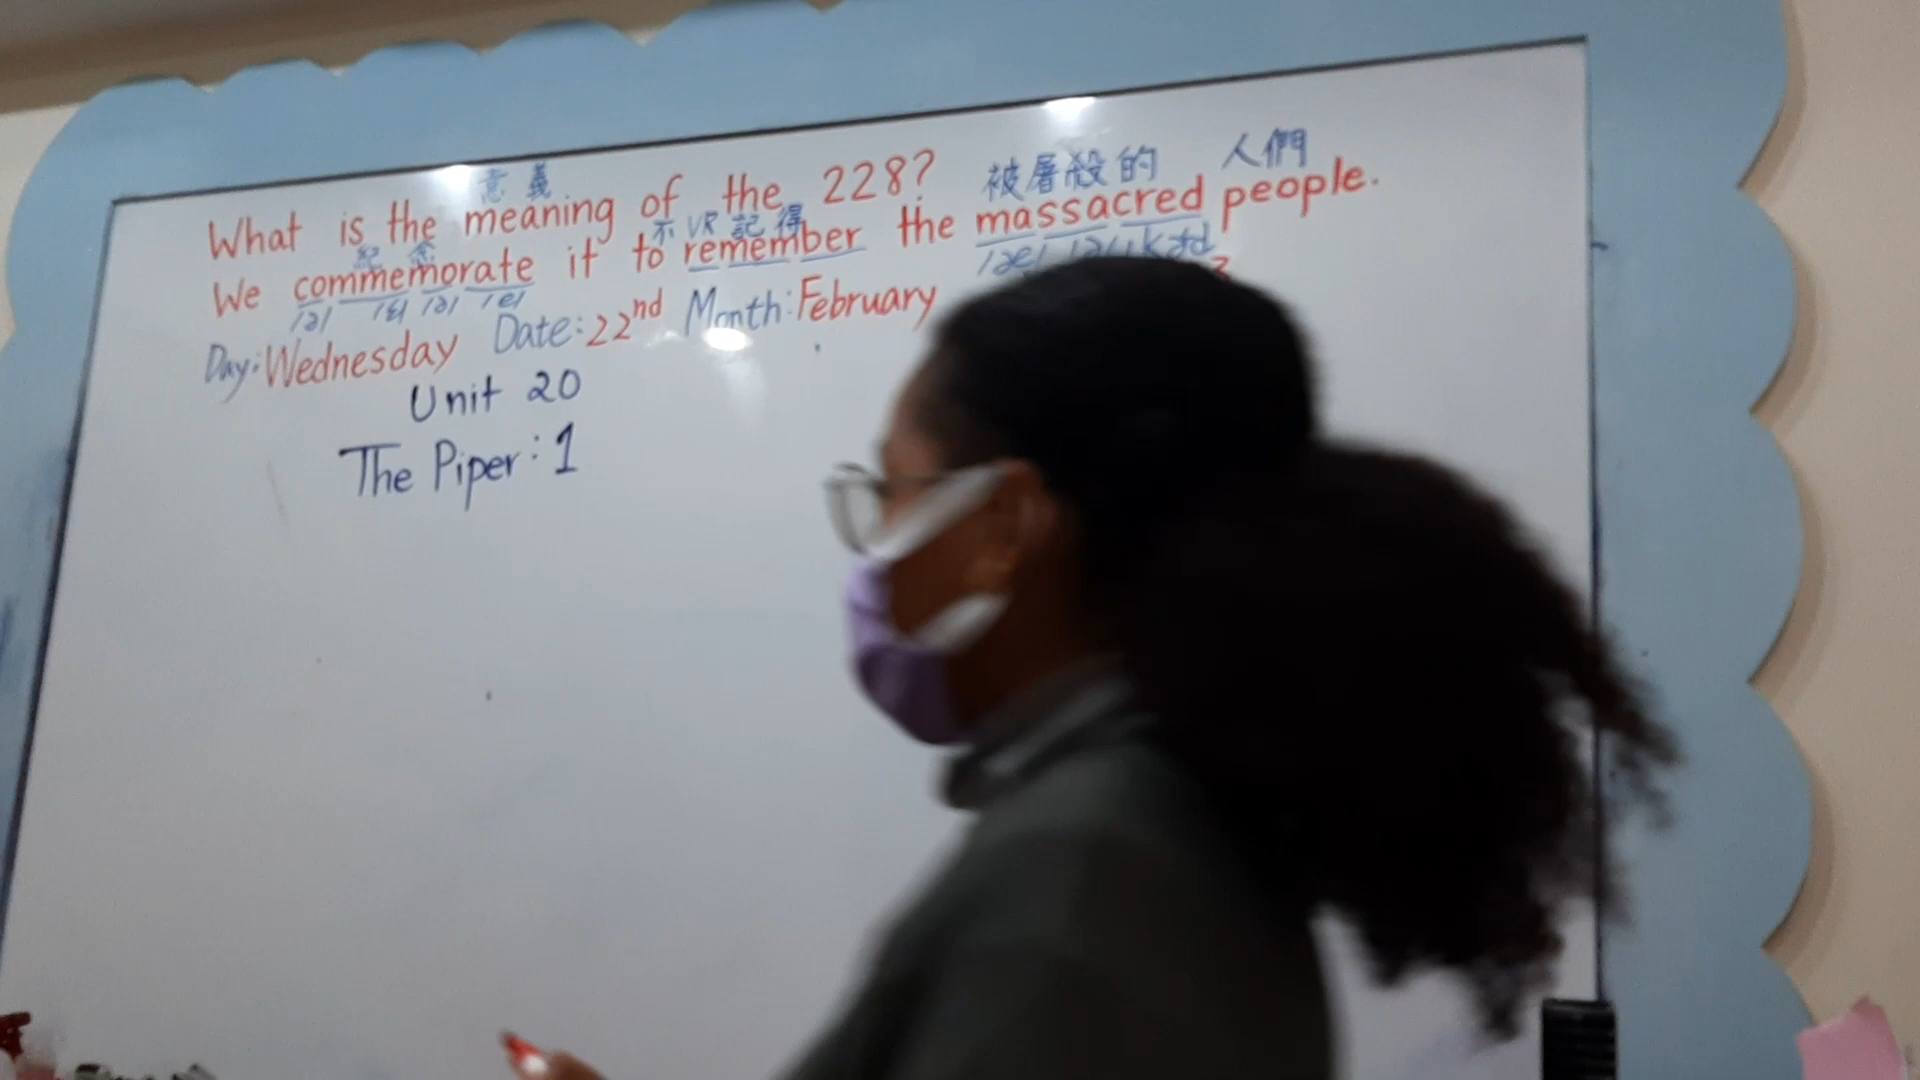 意義
What is the meaning of the 228?
被屠殺的 人們
紀念 不 VR 記得
We commemorate it to remember the massacred people.
/ə/ /ɛ/ /ə/ /e/
Day: Wednesday Date: 22nd Month: February
Unit 20
The Piper: 1